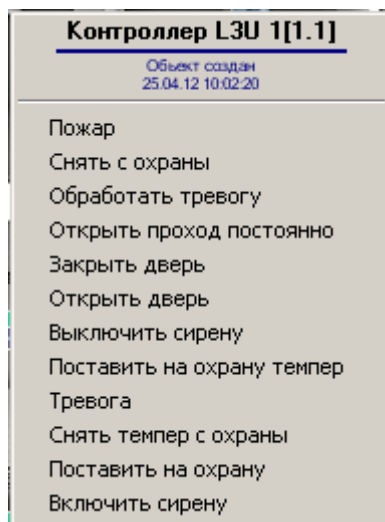 Контроллер L3U 1[1.1]
Объект создан
25.04.12 10:02:20
Пожар
Снять с охраны
Обработать тревогу
Открыть проход постоянно
Закрыть дверь
Открыть дверь
Выключить сирену
Поставить на охрану темпер
Тревога
Снять темпер с охраны
Поставить на охрану
Включить сирену